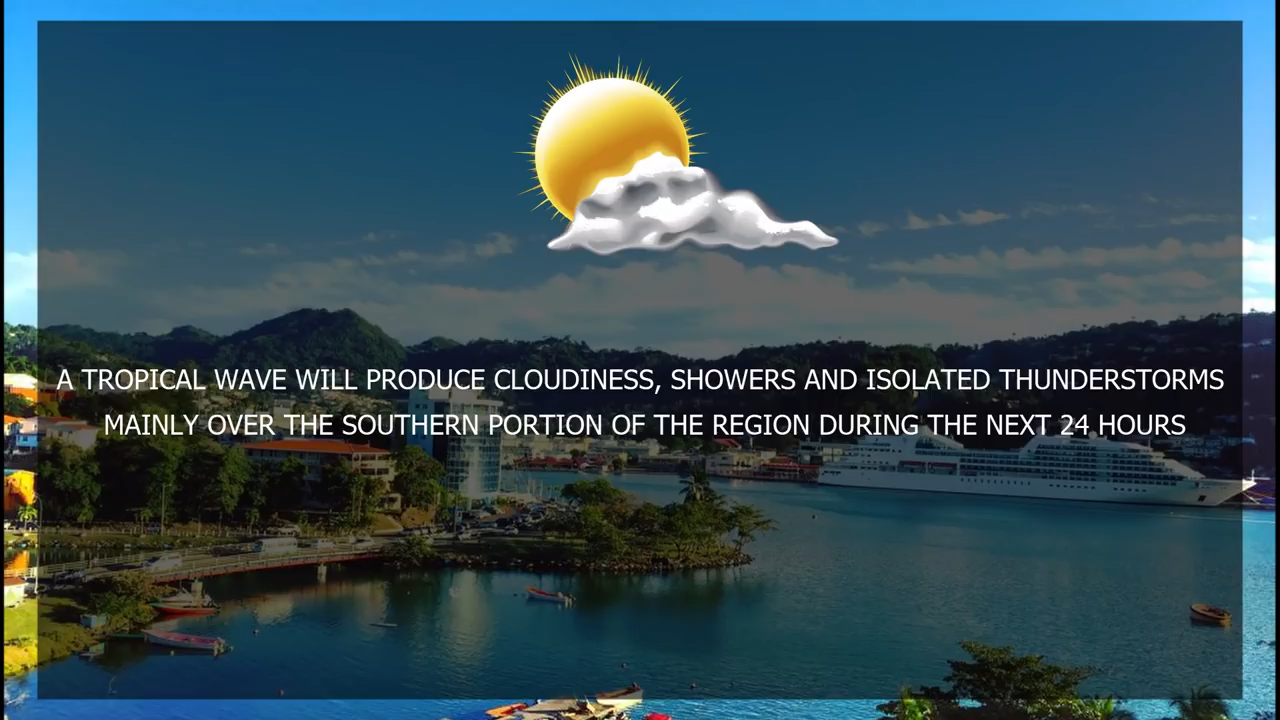 A TROPICAL WAVE WILL PRODUCE CLOUDINESS, SHOWERS AND ISOLATED THUNDERSTORMS
MAINLY OVER THE SOUTHERN PORTION OF THE REGION DURING THE NEXT 24 HOURS